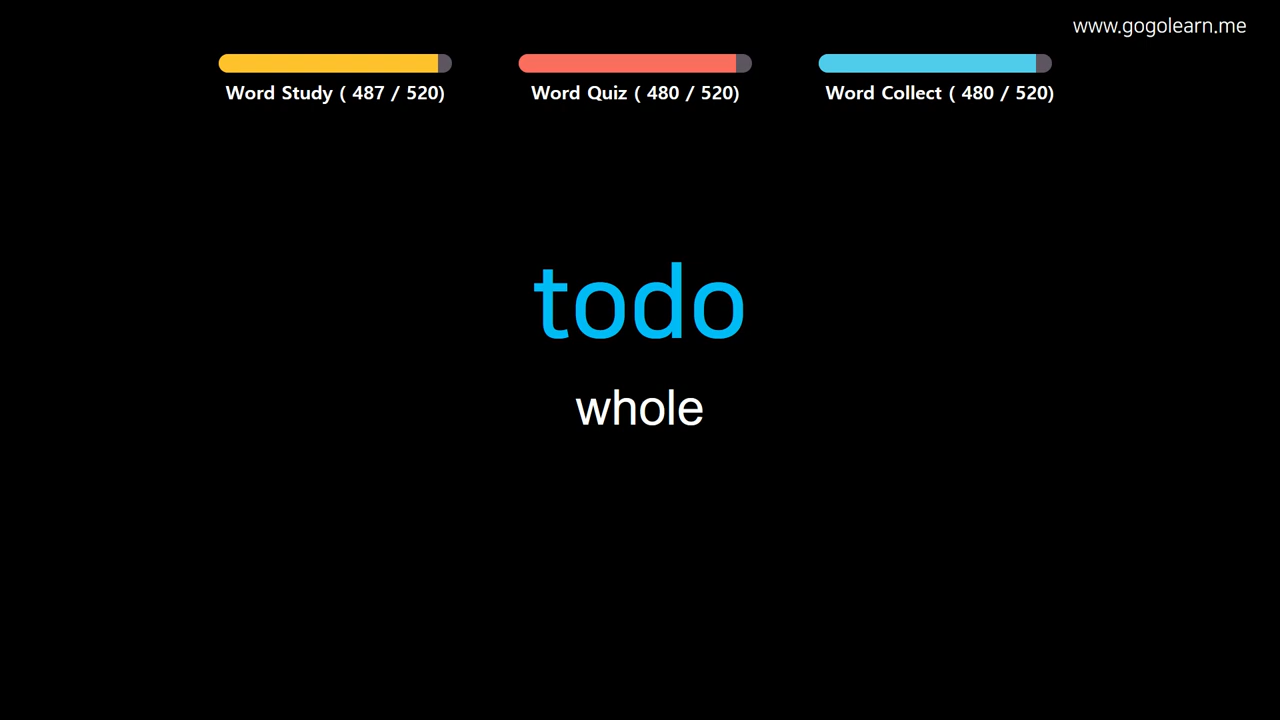 www.gogolearn.me
Word Study ( 487 / 520)
Word Quiz ( 480 / 520)
Word Collect ( 480 / 520)
todo
whole